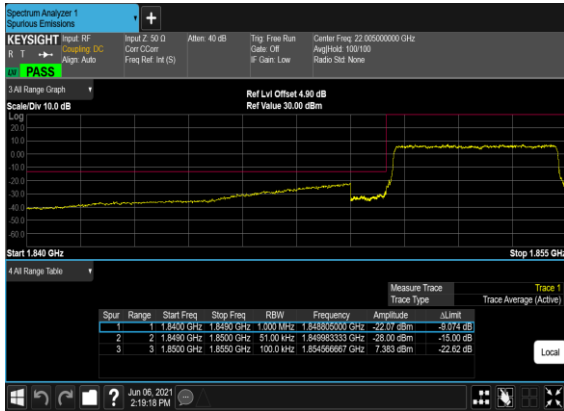 Spectrum Analyzer 1
Spurious Emissions
KEYSIGHT Input: RF Input Z: 50 Ω Atten: 40 dB Trig: Free Run Center Freq: 22.005000000 GHz
R T Coupling: DC Corr CCorr Gate: Off Avg|Hold: 100/100
Align: Auto Freq Ref: Int (S) IF Gain: Low Radio Std: None
LXI PASS
3 All Range Graph
Ref Lvl Offset 4.90 dB
Scale/Div 10.0 dB Ref Value 30.00 dBm
Log
20.0
10.0
0.00
-10.0
-20.0
-30.0
-40.0
-50.0
-60.0
Start 1.840 GHz Stop 1.855 GHz
4 All Range Table
Measure Trace Trace 1
Trace Type Trace Average (Active)
Spur Range Start Freq Stop Freq RBW Frequency Amplitude ΔLimit
1 1 1.8400 GHz 1.8490 GHz 1.000 MHz 1.848805000 GHz -22.07 dBm -9.074 dB
2 2 1.8490 GHz 1.8500 GHz 51.00 kHz 1.849983333 GHz -28.00 dBm -15.00 dB
3 3 1.8500 GHz 1.8550 GHz 100.0 kHz 1.854566667 GHz 7.383 dBm -22.62 dB
Local
? Jun 06, 2021
2:19:18 PM